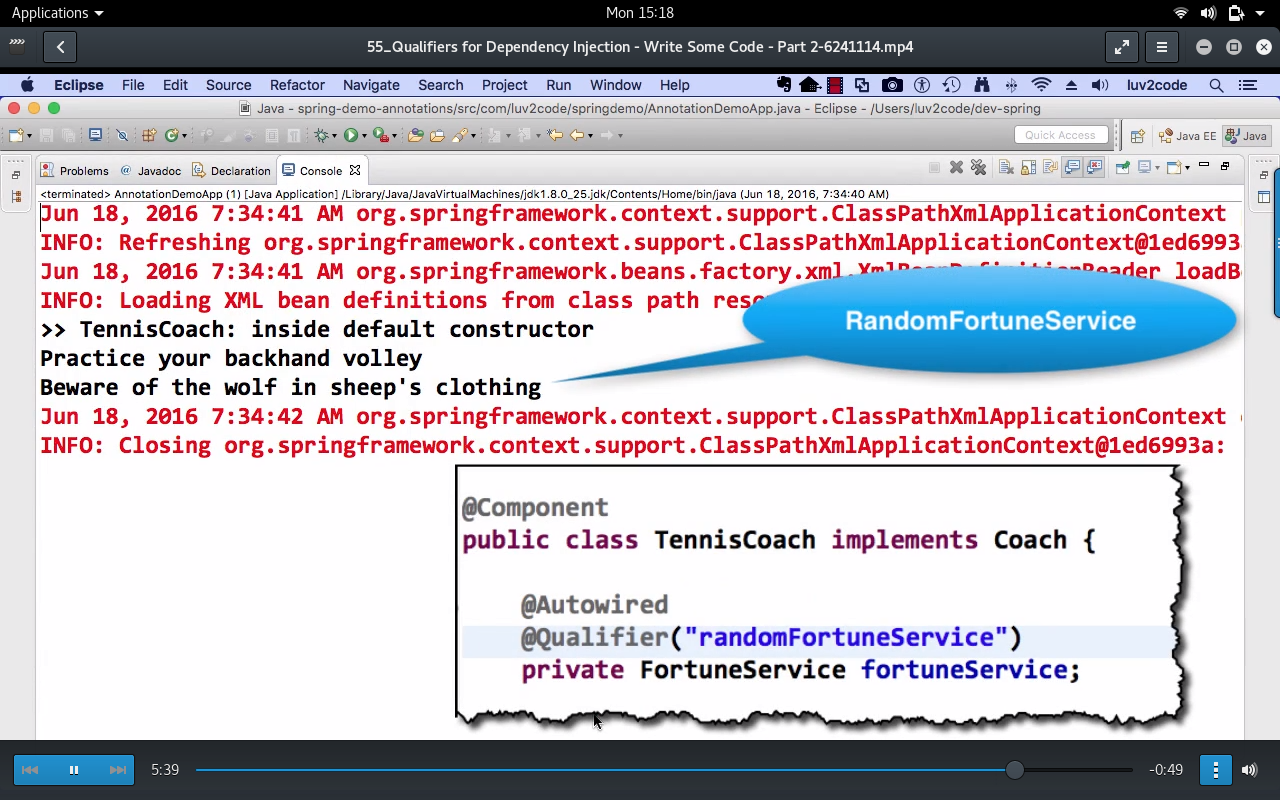 Applications
Mon 15:18
55_Qualifiers for Dependency Injection - Write Some Code - Part 2-6241114.mp4
Eclipse File Edit Source Refactor Navigate Search Project Run Window Help luv2code
Java - spring-demo-annotations/src/com/luv2code/springdemo/AnnotationDemoApp.java - Eclipse - /Users/luv2code/dev-spring
Quick Access Java EE Java
Problems @ Javadoc Declaration Console
<terminated> AnnotationDemoApp (1) [Java Application] /Library/Java/JavaVirtualMachines/jdk1.8.0_25.jdk/Contents/Home/bin/java (Jun 18, 2016, 7:34:40 AM)
Jun 18, 2016 7:34:41 AM org.springframework.context.support.ClassPathXmlApplicationContext
INFO: Refreshing org.springframework.context.support.ClassPathXmlApplicationContext@1ed6993
Jun 18, 2016 7:34:41 AM org.springframework.beans.factory.xml.XmlBeanDefinitionReader loadB
INFO: Loading XML bean definitions from class path
RandomFortuneService
>> TennisCoach: inside default constructor
Practice your backhand volley
Beware of the wolf in sheep's clothing
Jun 18, 2016 7:34:42 AM org.springframework.context.support.ClassPathXmlApplicationContext
INFO: Closing org.springframework.context.support.ClassPathXmlApplicationContext@1ed6993a:
@Component
public class TennisCoach implements Coach {
@Autowired
@Qualifier("randomFortuneService")
private FortuneService fortuneService;
5:39
-0:49